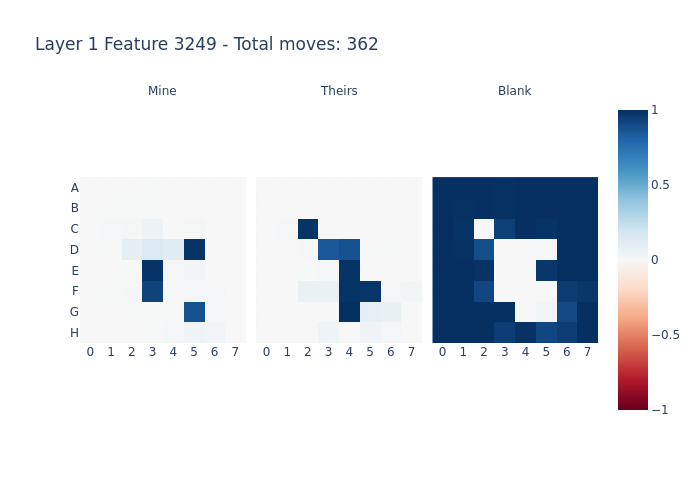 Layer 1 Feature 3249 - Total moves: 362
Mine Theirs Blank
A
B
C
D
E
F
G
H
0 1 2 3 4 5 6 7 0 1 2 3 4 5 6 7 0 1 2 3 4 5 6 7
1
0.5
0
−0.5
−1